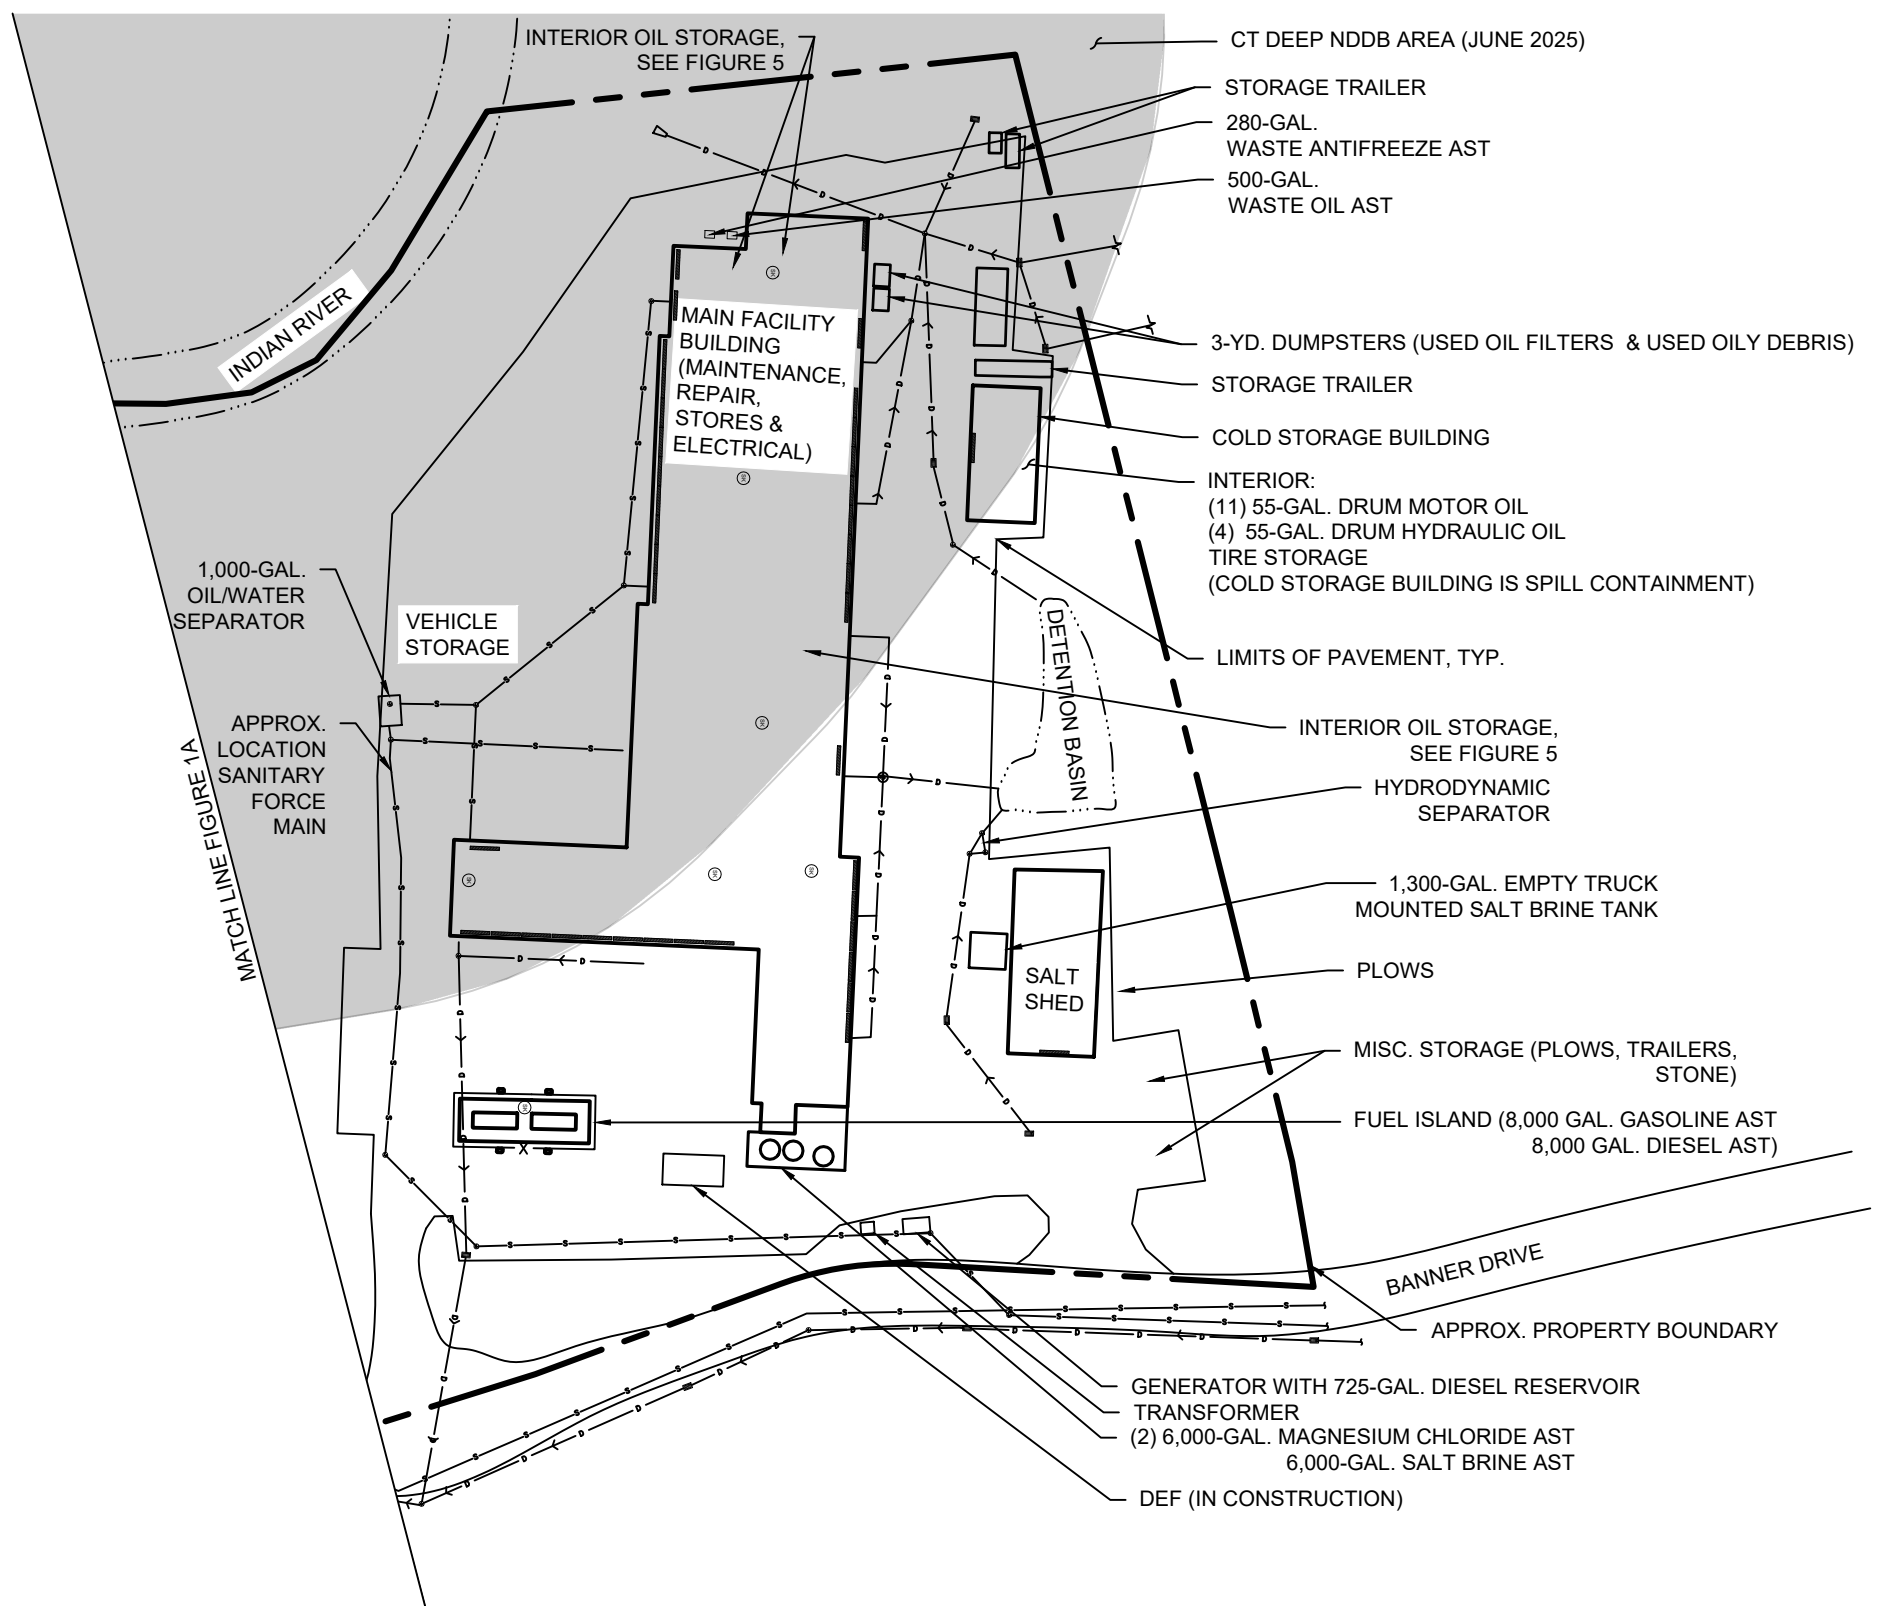 INTERIOR OIL STORAGE,
SEE FIGURE 5
CT DEEP NDDB AREA (JUNE 2025)
STORAGE TRAILER
280-GAL.
WASTE ANTIFREEZE AST
500-GAL.
WASTE OIL AST
INDIAN RIVER
MAIN FACILITY
BUILDING
(MAINTENANCE,
REPAIR,
STORES &
ELECTRICAL)
3-YD. DUMPSTERS (USED OIL FILTERS & USED OILY DEBRIS)
STORAGE TRAILER
COLD STORAGE BUILDING
INTERIOR:
(11) 55-GAL. DRUM MOTOR OIL
(4) 55-GAL. DRUM HYDRAULIC OIL
TIRE STORAGE
(COLD STORAGE BUILDING IS SPILL CONTAINMENT)
1,000-GAL.
OIL/WATER
SEPARATOR
VEHICLE
STORAGE
DETENTION BASIN
LIMITS OF PAVEMENT, TYP.
APPROX.
LOCATION
SANITARY
FORCE
MAIN
MATCH LINE FIGURE 1A
INTERIOR OIL STORAGE,
SEE FIGURE 5
HYDRODYNAMIC
SEPARATOR
1,300-GAL. EMPTY TRUCK
MOUNTED SALT BRINE TANK
SALT
SHED
PLOWS
MISC. STORAGE (PLOWS, TRAILERS,
STONE)
FUEL ISLAND (8,000 GAL. GASOLINE AST
8,000 GAL. DIESEL AST)
X
BANNER DRIVE
APPROX. PROPERTY BOUNDARY
GENERATOR WITH 725-GAL. DIESEL RESERVOIR
TRANSFORMER
(2) 6,000-GAL. MAGNESIUM CHLORIDE AST
6,000-GAL. SALT BRINE AST
DEF (IN CONSTRUCTION)